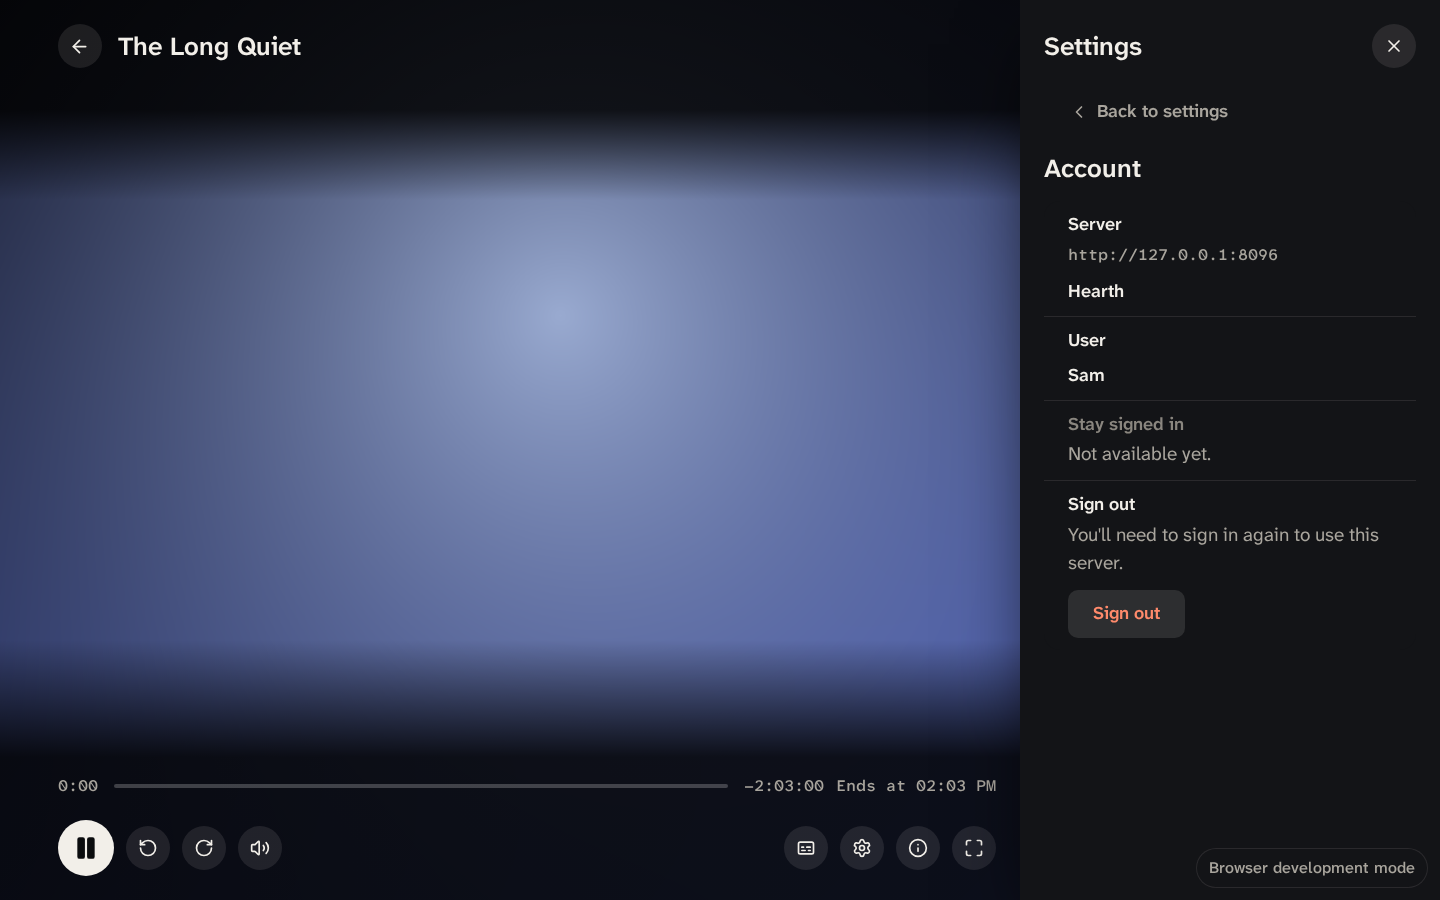 The Long Quiet
Settings
Back to settings
Account
Server
http://127.0.0.1:8096
Hearth
User
Sam
Stay signed in
Not available yet.
Sign out
You'll need to sign in again to use this
server.
Sign out
0:00
−2:03:00 Ends at 02:03 PM
Browser development mode